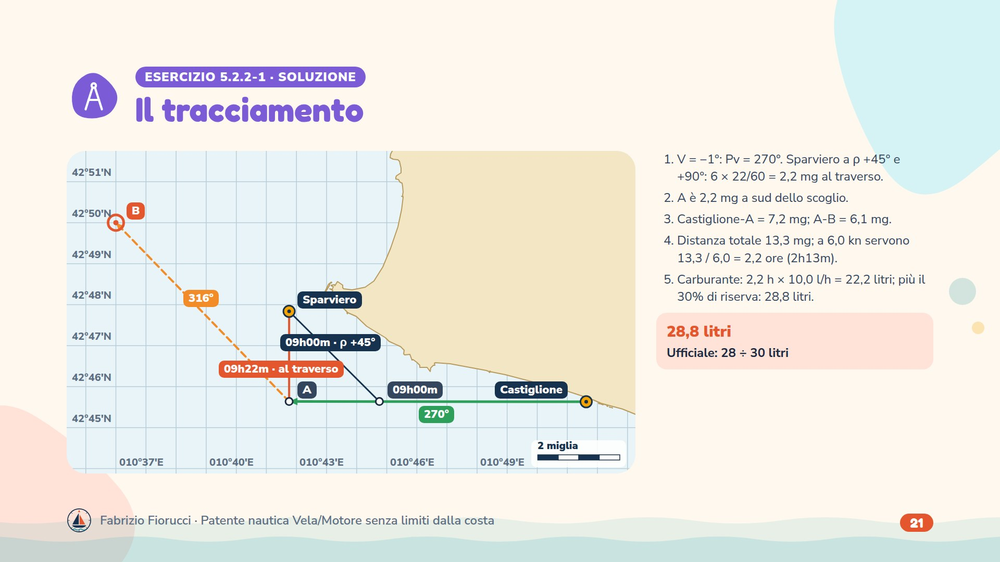 ESERCIZIO 5.2.2-1 · SOLUZIONE
Il tracciamento
42°51'N
42°50'N
42°49'N
42°48'N
42°47'N
42°46'N
42°45'N
B
316°
Sparviero
09h00m · ρ +45°
09h22m · al traverso
A
09h00m
Castiglione
270°
2 miglia
010°37'E
010°40'E
010°43'E
010°46'E
010°49'E
1. V = −1°: Pv = 270°. Sparviero a ρ +45° e
+90°: 6 × 22/60 = 2,2 mg al traverso.
2. A è 2,2 mg a sud dello scoglio.
3. Castiglione-A = 7,2 mg; A-B = 6,1 mg.
4. Distanza totale 13,3 mg; a 6,0 kn servono
13,3 / 6,0 = 2,2 ore (2h13m).
5. Carburante: 2,2 h × 10,0 l/h = 22,2 litri; più il
30% di riserva: 28,8 litri.
28,8 litri
Ufficiale: 28 ÷ 30 litri
Fabrizio Fiorucci · Patente nautica Vela/Motore senza limiti dalla costa
21